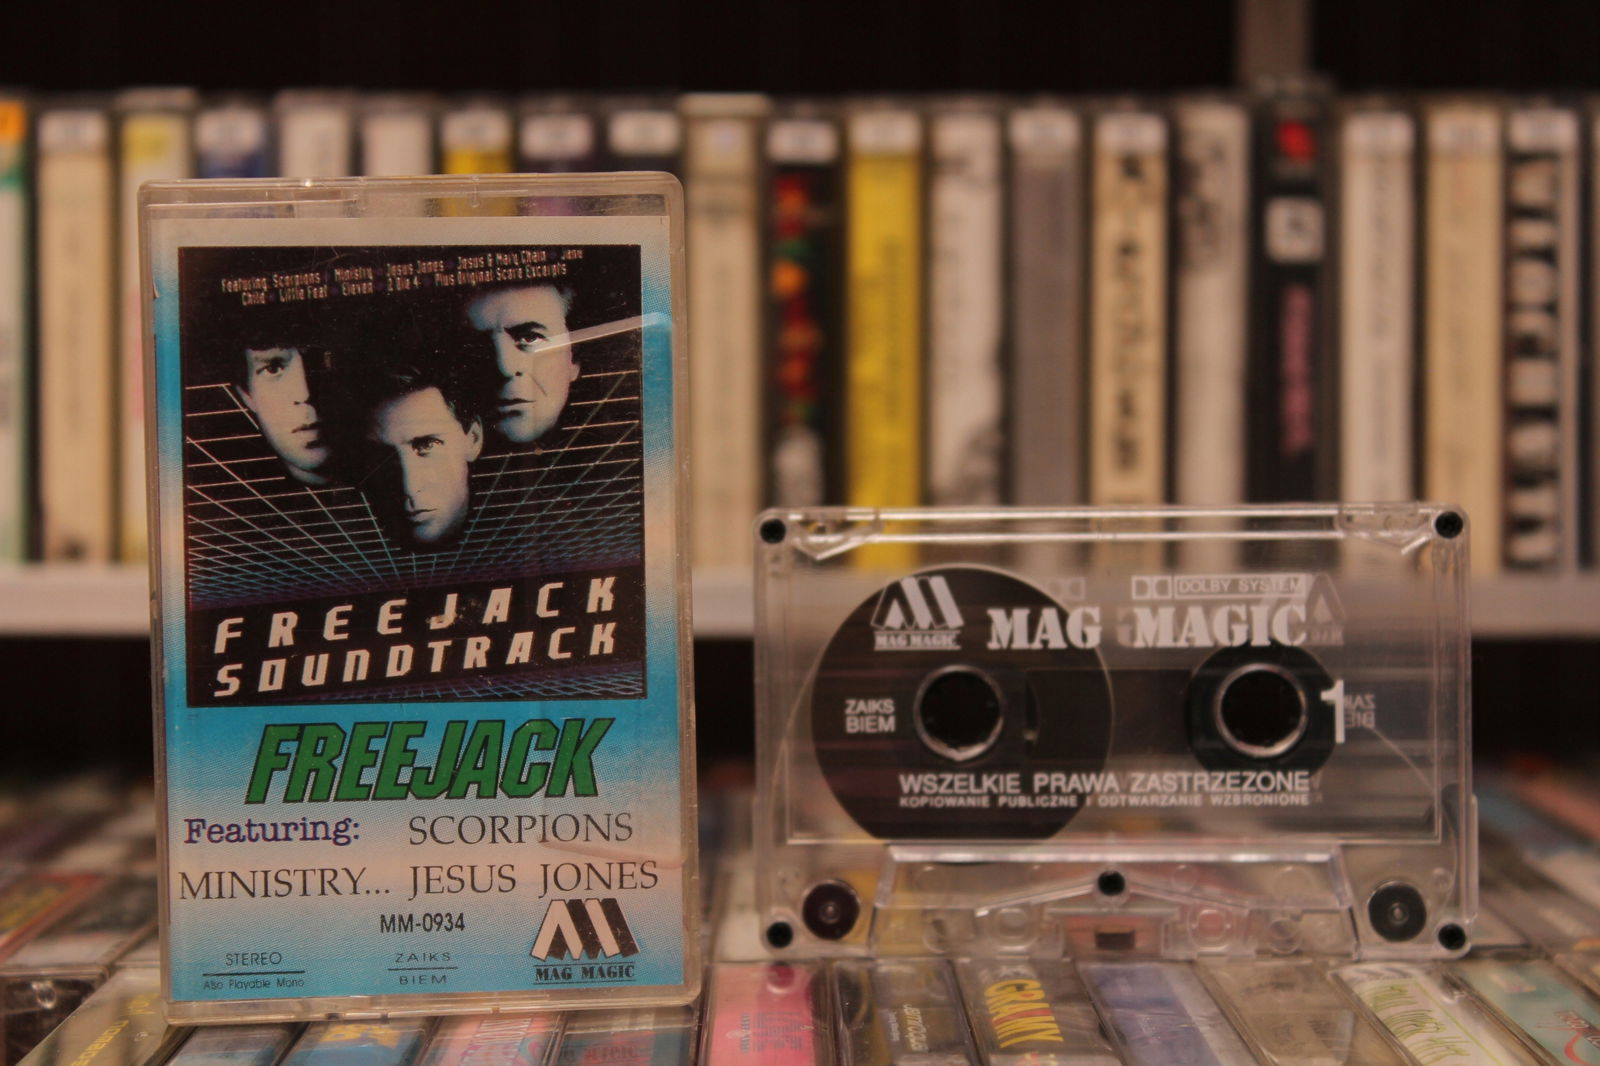 Featuring: Scorpions Ministry Jesus Jones Jesus & Mary Chain Jane
Child Little Feat Eleven 2 Die 4 Plus Original Score Excerpts
FREEJACK
SOUNDTRACK
FREEJACK
Featuring: SCORPIONS
MINISTRY... JESUS JONES
MM-0934
STEREO
Also Playable Mono
ZAIKS
BIEM
MAG MAGIC
DOLBY SYSTEM
MAG MAGIC
MAG MAGIC
ZAIKS
BIEM
1
WSZELKIE PRAWA ZASTRZEŻONE
KOPIOWANIE PUBLICZNE I ODTWARZANIE WZBRONIONE